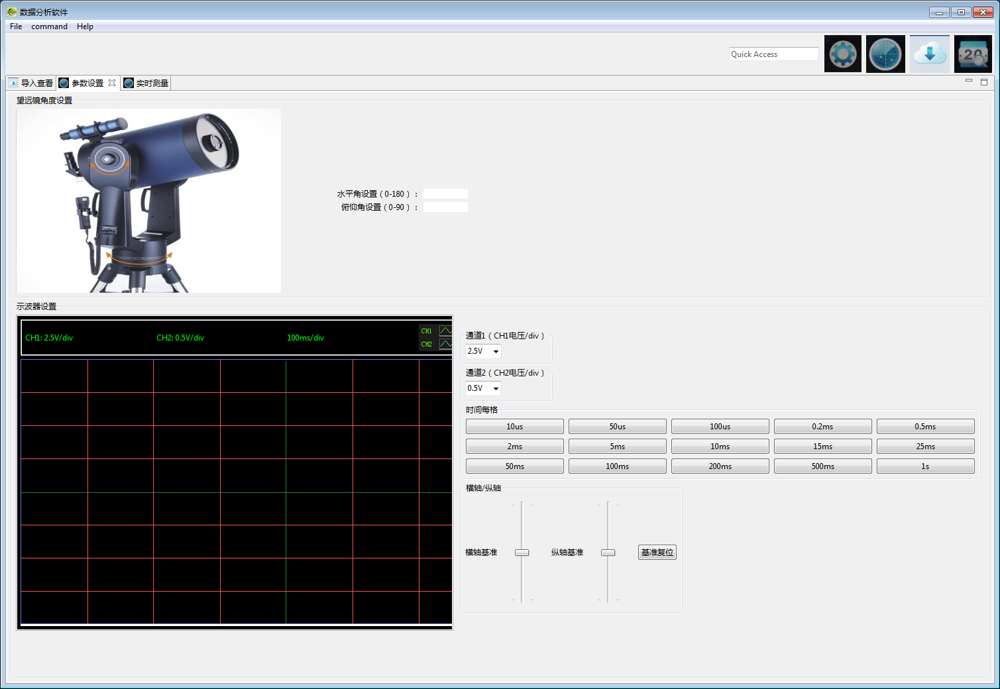 数据分析软件
File command Help
Quick Access
20
导入查看 参数设置 实时测量
望远镜角度设置
水平角设置（0-180）：
俯仰角设置（0-90）：
示波器设置
CH1: 2.5V/div CH2: 0.5V/div 100ms/div
CH1
CH2
通道1（CH1电压/div）
2.5V
通道2（CH2电压/div）
0.5V
时间每格
10us 50us 100us 0.2ms 0.5ms
2ms 5ms 10ms 15ms 25ms
50ms 100ms 200ms 500ms 1s
横轴/纵轴
横轴基准 纵轴基准 基准复位